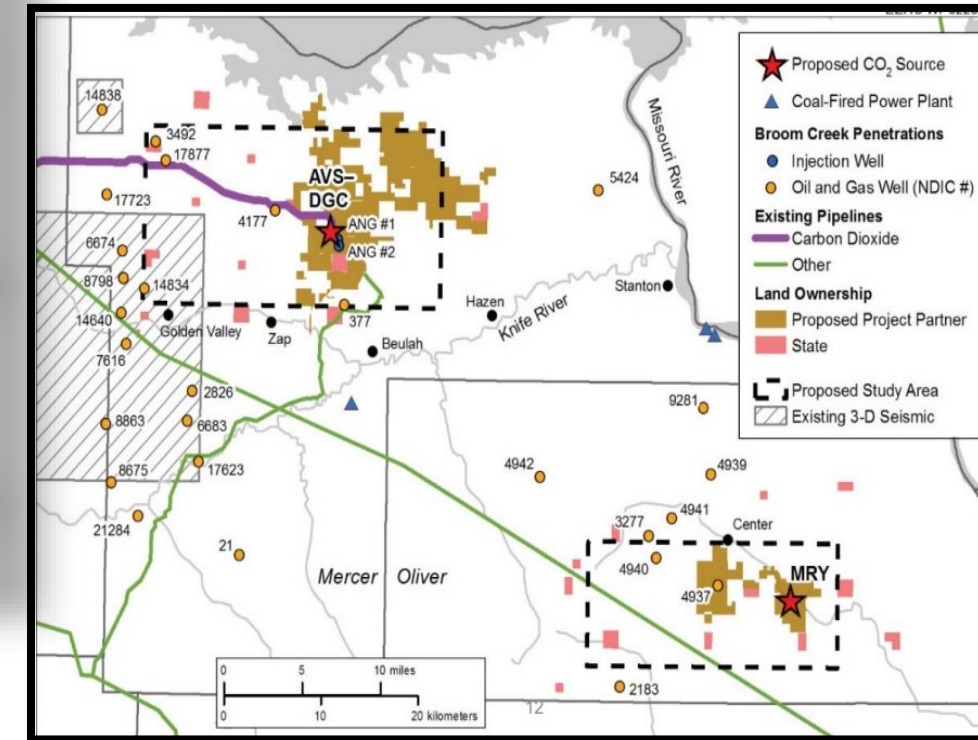 14838
3492
17877
17723
AVS–
DGC
4177
ANG #1
ANG #2
5424
Missouri River
6674
8798
14834
14640
7616
Golden Valley
Zap
377
Beulah
Hazen
Knife River
Stanton
2826
6683
8863
8675
17623
21284
21
9281
4942
4939
4941
3277
4940
Center
4937
MRY
2183
Mercer
Oliver
0 5 10 miles
0 10 20 kilometers
12
Proposed CO2 Source
Coal-Fired Power Plant
Broom Creek Penetrations
Injection Well
Oil and Gas Well (NDIC #)
Existing Pipelines
Carbon Dioxide
Other
Land Ownership
Proposed Project Partner
State
Proposed Study Area
Existing 3-D Seismic